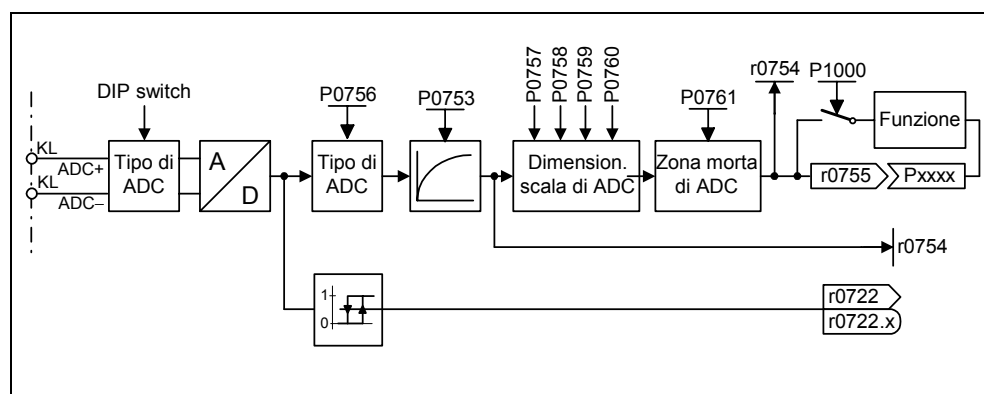 DIP switch
KL
ADC+
KL
ADC−
Tipo di
ADC
A
D
P0756
Tipo di
ADC
P0753
P0757
P0758
P0759
P0760
Dimension.
scala di ADC
P0761
Zona morta
di ADC
r0754
P1000
Funzione
r0755
Pxxxx
r0754
1
0
r0722
r0722.x